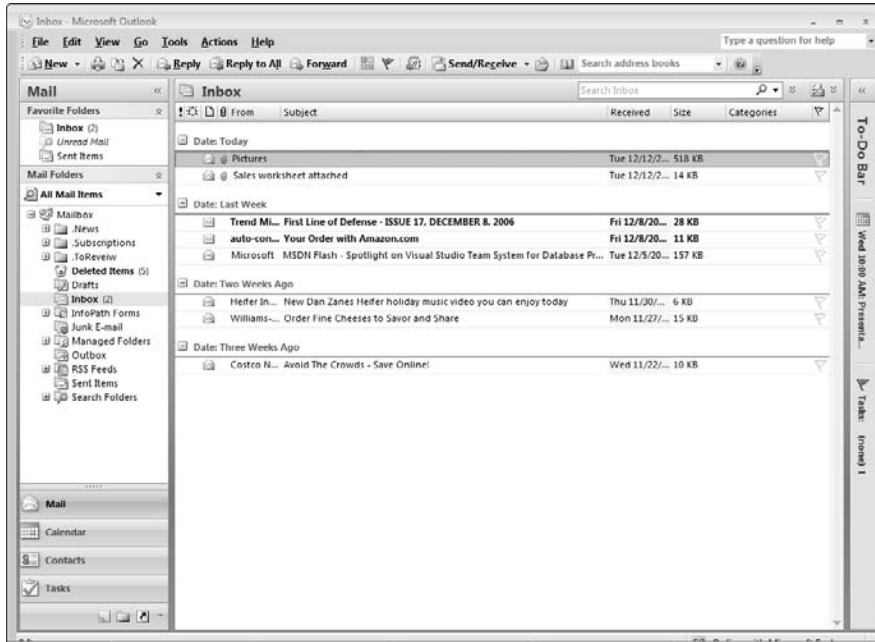 Inbox - Microsoft Outlook
File Edit View Go Tools Actions Help
Type a question for help
New Reply Reply to All Forward Send/Receive Search address books
Mail
Inbox
Search Inbox
Favorite Folders
Inbox (2)
Unread Mail
Sent Items
Mail Folders
All Mail Items
Mailbox
.News
.Subscriptions
.ToReveiw
Deleted Items (5)
Drafts
Inbox (2)
InfoPath Forms
Junk E-mail
Managed Folders
Outbox
RSS Feeds
Sent Items
Search Folders
Mail
Calendar
Contacts
Tasks
From Subject Received Size Categories
Date: Today
Pictures Tue 12/12/2... 518 KB
Sales worksheet attached Tue 12/12/2... 14 KB
Date: Last Week
Trend Mi... First Line of Defense - ISSUE 17, DECEMBER 8, 2006 Fri 12/8/20... 28 KB
auto-con... Your Order with Amazon.com Fri 12/8/20... 11 KB
Microsoft MSDN Flash - Spotlight on Visual Studio Team System for Database Pr... Tue 12/5/20... 157 KB
Date: Two Weeks Ago
Heifer In... New Dan Zanes Heifer holiday music video you can enjoy today Thu 11/30/... 6 KB
Williams-... Order Fine Cheeses to Savor and Share Mon 11/27/... 15 KB
Date: Three Weeks Ago
Costco N... Avoid The Crowds - Save Online! Wed 11/22/... 10 KB
To-Do Bar
Wed 10:00 AM: Presenta...
Tasks: (none) 1